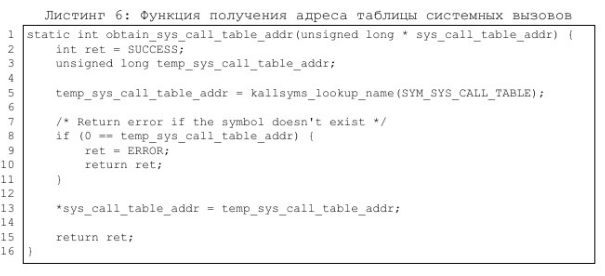 Листинг 6: Функция получения адреса таблицы системных вызовов
1 static int obtain_sys_call_table_addr(unsigned long * sys_call_table_addr) {
2     int ret = SUCCESS;
3     unsigned long temp_sys_call_table_addr;
4
5     temp_sys_call_table_addr = kallsyms_lookup_name(SYM_SYS_CALL_TABLE);
6
7     /* Return error if the symbol doesn't exist */
8     if (0 == temp_sys_call_table_addr) {
9         ret = ERROR;
10         return ret;
11     }
12
13     *sys_call_table_addr = temp_sys_call_table_addr;
14
15     return ret;
16 }